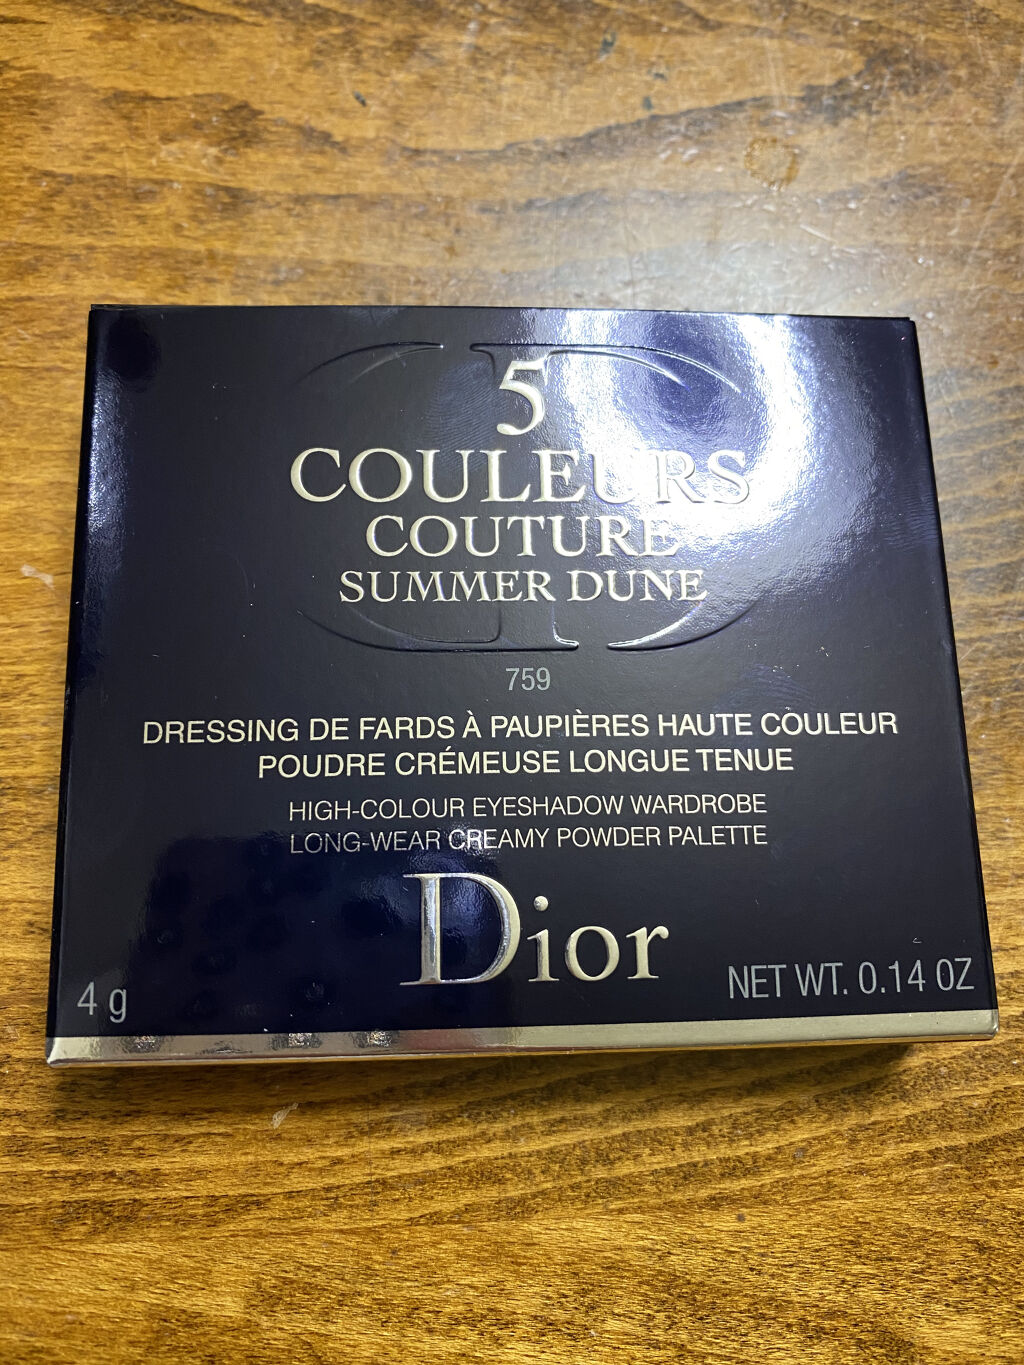 5
COULEURS
COUTURE
SUMMER DUNE
759
DRESSING DE FARDS À PAUPIÈRES HAUTE COULEUR
POUDRE CRÉMEUSE LONGUE TENUE
HIGH-COLOUR EYESHADOW WARDROBE
LONG-WEAR CREAMY POWDER PALETTE
Dior
4 g
NET WT. 0.14 OZ